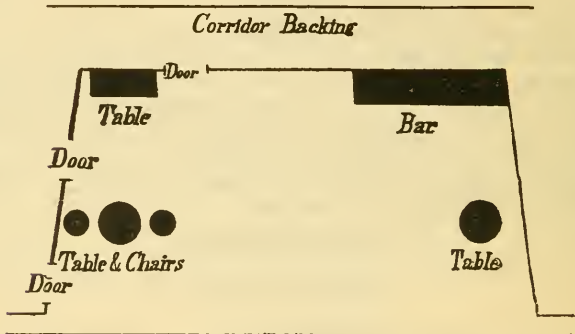 Corridor Backing
Door
Table
Bar
Door
Table & Chairs
Table
Door